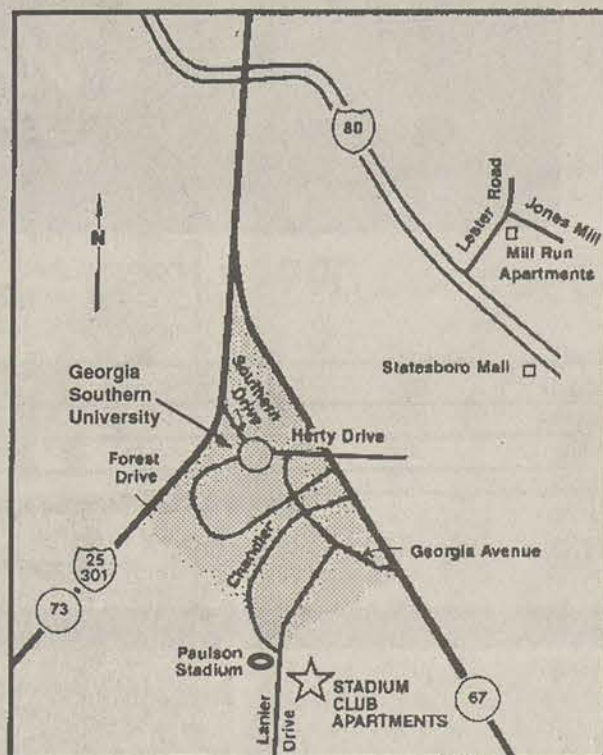 80
Lester Road
Jones Mill
Mill Run
Apartments
N
Statesboro Mall
Georgia
Southern
University
Southern
Drive
Herty Drive
Forest
Drive
Chandler
Georgia Avenue
25
301
73
Paulson
Stadium
STADIUM
CLUB
APARTMENTS
67
Lanier
Drive